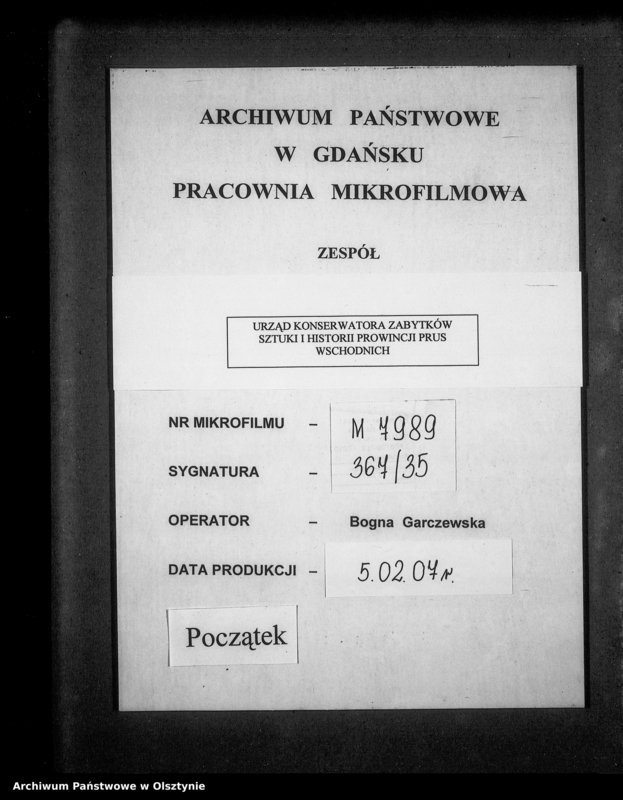 ARCHIWUM PAŃSTWOWE
W GDAŃSKU
PRACOWNIA MIKROFILMOWA
ZESPÓŁ
URZĄD KONSERWATORA ZABYTKÓW
SZTUKI I HISTORII PROWINCJI PRUS
WSCHODNICH
NR MIKROFILMU – M 7989
SYGNATURA – 367/35
OPERATOR – Bogna Garczewska
DATA PRODUKCJI – 5.02.07 r.
Początek
Archiwum Państwowe w Olsztynie